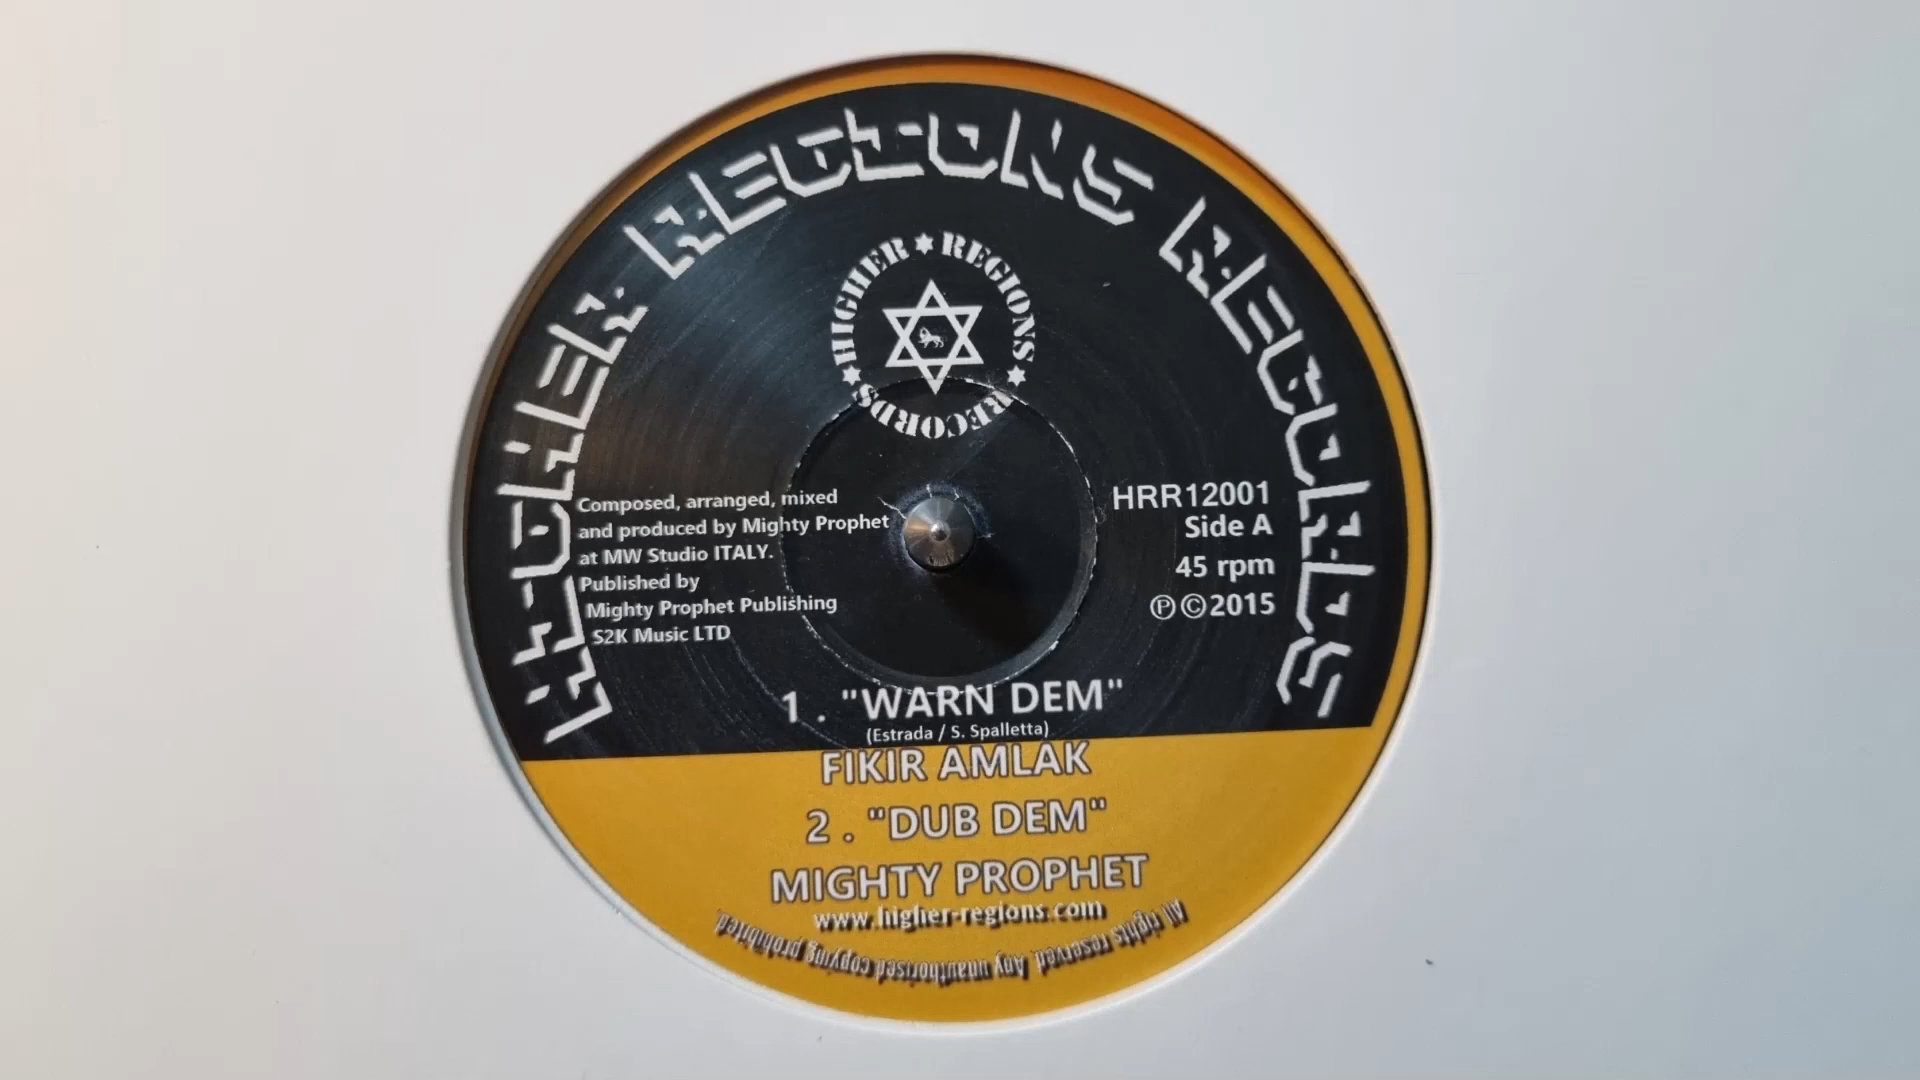 HIGHER REGIONS RECORDS
HIGHER REGIONS RECORDS
Composed, arranged, mixed
and produced by Mighty Prophet
at MW Studio ITALY.
Published by
Mighty Prophet Publishing
S2K Music LTD
HRR12001
Side A
45 rpm
℗©2015
1 . "WARN DEM"
(Estrada / S. Spalletta)
FIKIR AMLAK
2 . "DUB DEM"
MIGHTY PROPHET
www.higher-regions.com
All rights reserved. Any unauthorised copying prohibited.